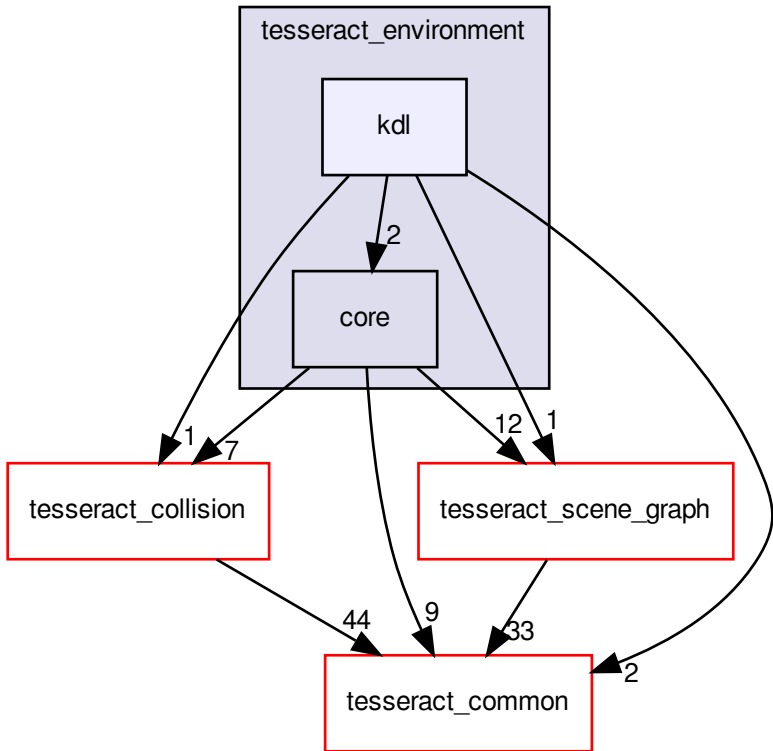 tesseract_environment
kdl
2
core
12
1
1
7
tesseract_collision
tesseract_scene_graph
44
9
33
2
tesseract_common